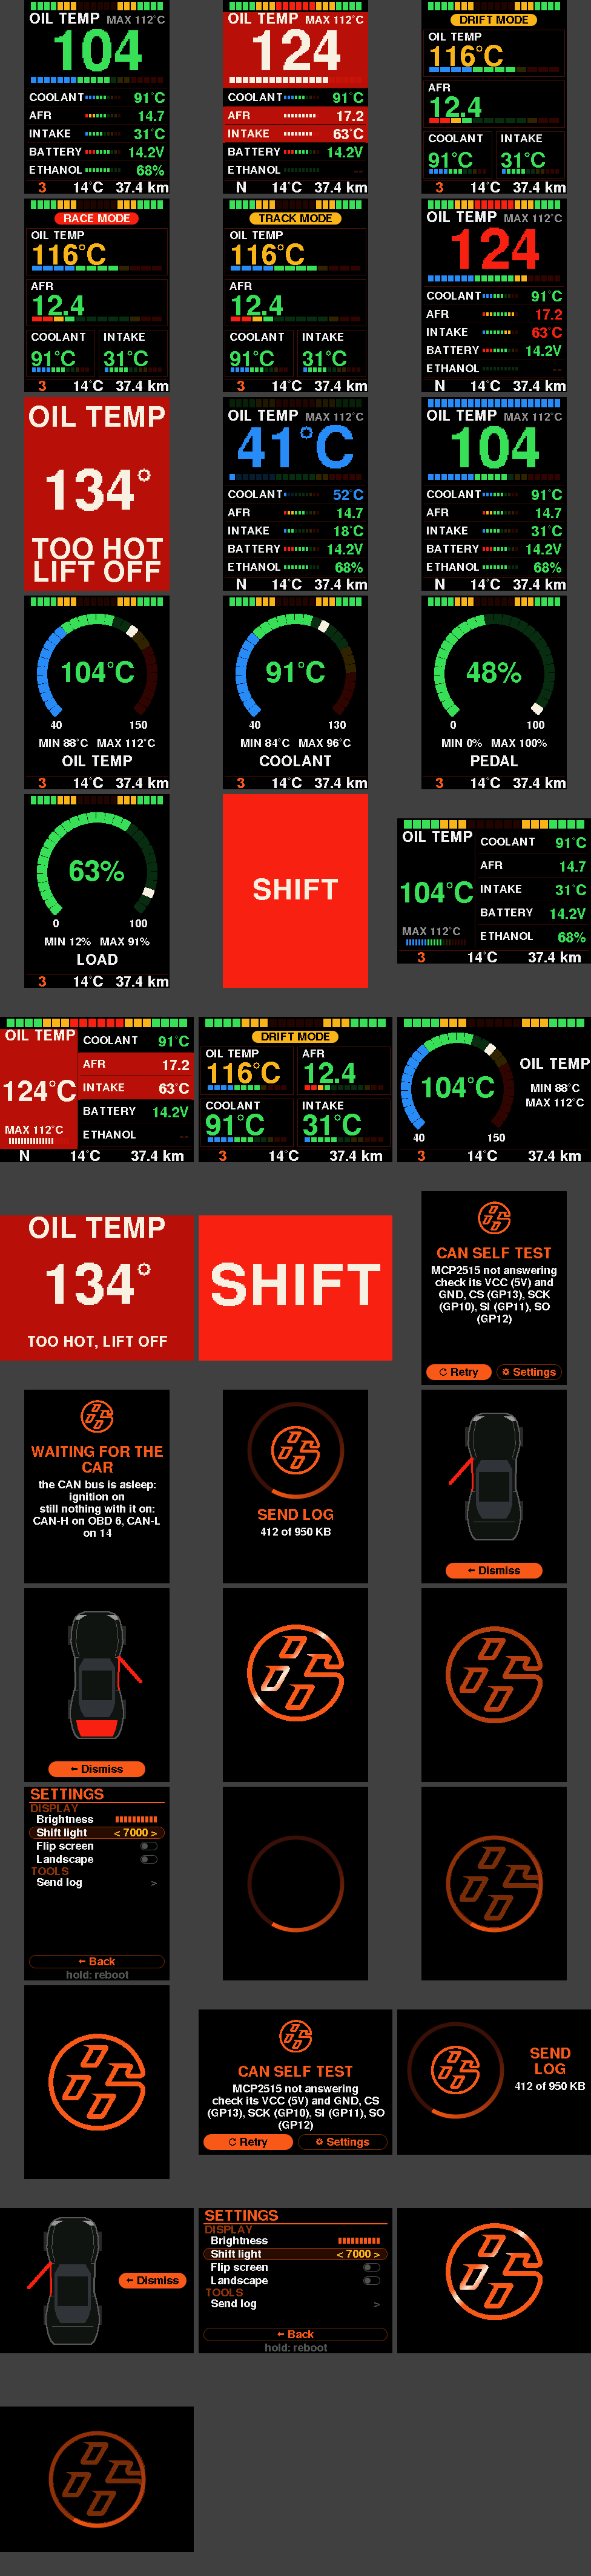 OIL TEMP MAX 112°C
104
COOLANT 91°C
AFR 14.7
INTAKE 31°C
BATTERY 14.2V
ETHANOL 68%
3 14°C 37.4 km
OIL TEMP MAX 112°C
124
COOLANT 91°C
AFR 17.2
INTAKE 63°C
BATTERY 14.2V
ETHANOL --
N 14°C 37.4 km
DRIFT MODE
OIL TEMP
116°C
AFR
12.4
COOLANT INTAKE
91°C 31°C
3 14°C 37.4 km
RACE MODE
OIL TEMP
116°C
AFR
12.4
COOLANT INTAKE
91°C 31°C
3 14°C 37.4 km
TRACK MODE
OIL TEMP
116°C
AFR
12.4
COOLANT INTAKE
91°C 31°C
3 14°C 37.4 km
OIL TEMP MAX 112°C
124
COOLANT 91°C
AFR 17.2
INTAKE 63°C
BATTERY 14.2V
ETHANOL --
N 14°C 37.4 km
OIL TEMP
134°
TOO HOT
LIFT OFF
OIL TEMP MAX 112°C
41°C
COOLANT 52°C
AFR 14.7
INTAKE 18°C
BATTERY 14.2V
ETHANOL 68%
N 14°C 37.4 km
OIL TEMP MAX 112°C
104
COOLANT 91°C
AFR 14.7
INTAKE 31°C
BATTERY 14.2V
ETHANOL 68%
N 14°C 37.4 km
104°C
40 150
MIN 88°C MAX 112°C
OIL TEMP
3 14°C 37.4 km
91°C
40 130
MIN 84°C MAX 96°C
COOLANT
3 14°C 37.4 km
48%
0 100
MIN 0% MAX 100%
PEDAL
3 14°C 37.4 km
63%
0 100
MIN 12% MAX 91%
LOAD
3 14°C 37.4 km
SHIFT
OIL TEMP
104°C
MAX 112°C
COOLANT 91°C
AFR 14.7
INTAKE 31°C
BATTERY 14.2V
ETHANOL 68%
3 14°C 37.4 km
OIL TEMP
124°C
MAX 112°C
COOLANT 91°C
AFR 17.2
INTAKE 63°C
BATTERY 14.2V
ETHANOL --
N 14°C 37.4 km
DRIFT MODE
OIL TEMP AFR
116°C 12.4
COOLANT INTAKE
91°C 31°C
3 14°C 37.4 km
104°C
40 150
OIL TEMP
MIN 88°C
MAX 112°C
3 14°C 37.4 km
OIL TEMP
134°
TOO HOT, LIFT OFF
SHIFT
CAN SELF TEST
MCP2515 not answering
check its VCC (5V) and
GND, CS (GP13), SCK
(GP10), SI (GP11), SO
(GP12)
Retry Settings
WAITING FOR THE
CAR
the CAN bus is asleep:
ignition on
still nothing with it on:
CAN-H on OBD 6, CAN-L
on 14
SEND LOG
412 of 950 KB
← Dismiss
← Dismiss
SETTINGS
DISPLAY
Brightness
Shift light < 7000 >
Flip screen
Landscape
TOOLS
Send log >
← Back
hold: reboot
CAN SELF TEST
MCP2515 not answering
check its VCC (5V) and GND, CS
(GP13), SCK (GP10), SI (GP11), SO
(GP12)
Retry Settings
SEND
LOG
412 of 950 KB
← Dismiss
SETTINGS
DISPLAY
Brightness
Shift light < 7000 >
Flip screen
Landscape
TOOLS
Send log >
← Back
hold: reboot